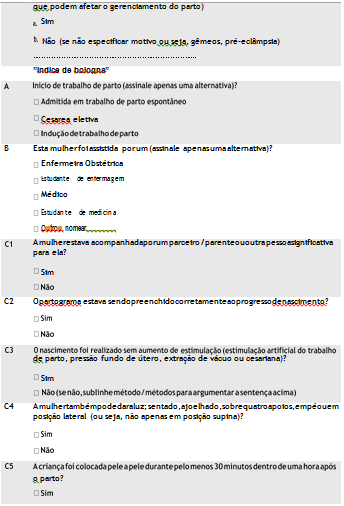 que podem afetar o gerenciamento do parto)
a. Sim
b. Não (se não especificar motivo ou seja, gêmeos, pré-eclâmpsia)
......................................................
"Índice de bologna"
A Início de trabalho de parto (assinale apenas uma alternativa)?
□ Admitida em trabalho de parto espontâneo
□ Cesarea eletiva
□ Indução de trabalho de parto
B Esta mulher foi assistida por um (assinale apenas uma alternativa)?
□ Enfermeira Obstétrica
□ Estudante de enfermagem
□ Médico
□ Estudante de medicina
□ Outrou, nomear..........
C1 A mulher estava acompanhada por um parceiro / parente ou outra pessoa significativa
para ela?
□ Sim
□ Não
C2 O partograma estava sendo preenchido corretamente ao progresso de nascimento?
□ Sim
□ Não
C3 O nascimento foi realizado sem aumento de estimulação (estimulação artificial do trabalho
de parto, pressão fundo de útero, extração de vácuo ou cesariana)?
□ Sim
□ Não (se não, sublinhe método / métodos para argumentar a sentença acima)
C4 A mulher também pode dar a luz; sentado, ajoelhado, sobre quatro apoios, em pé ou em
posição lateral (ou seja, não apenas em posição supina)?
□ Sim
□ Não
C5 A criança foi colocada pele a pele durante pelo menos 30 minutos dentro de uma hora após
o parto?
□ Sim